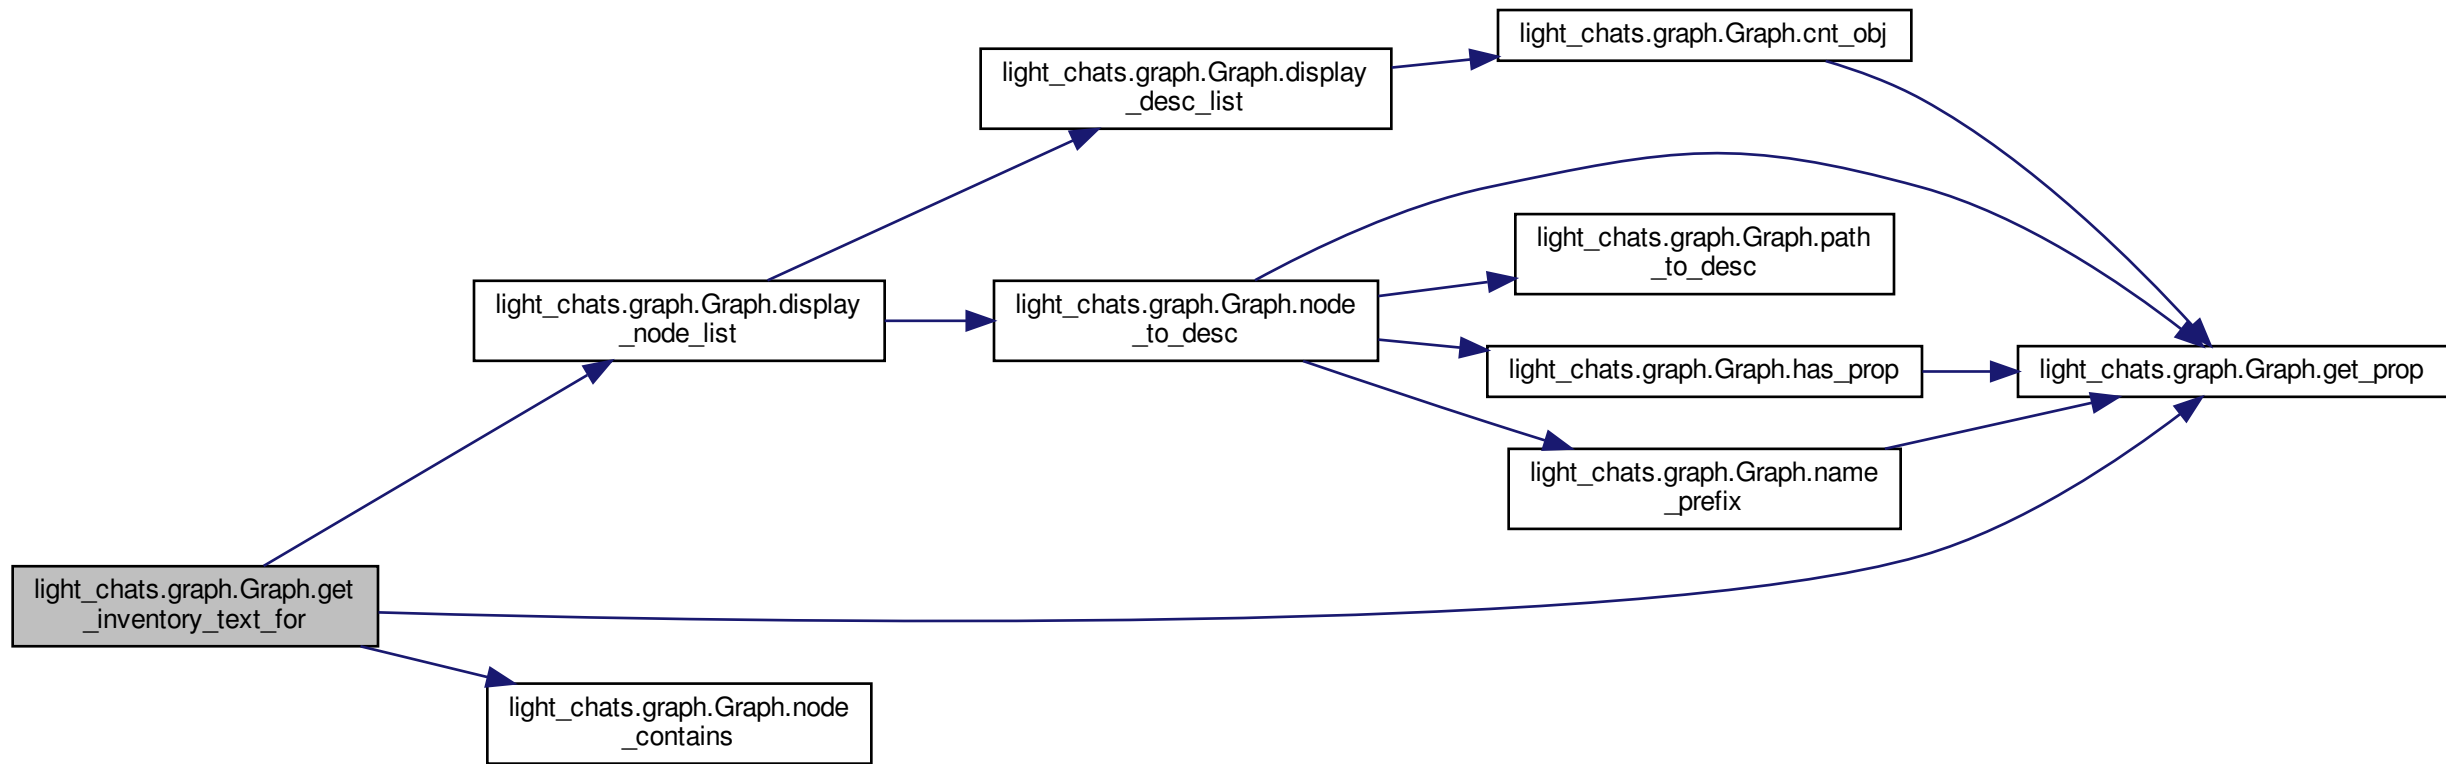 light_chats.graph.Graph.cnt_obj
light_chats.graph.Graph.display
_desc_list
light_chats.graph.Graph.path
_to_desc
light_chats.graph.Graph.display
_node_list
light_chats.graph.Graph.node
_to_desc
light_chats.graph.Graph.has_prop
light_chats.graph.Graph.get_prop
light_chats.graph.Graph.name
_prefix
light_chats.graph.Graph.get
_inventory_text_for
light_chats.graph.Graph.node
_contains